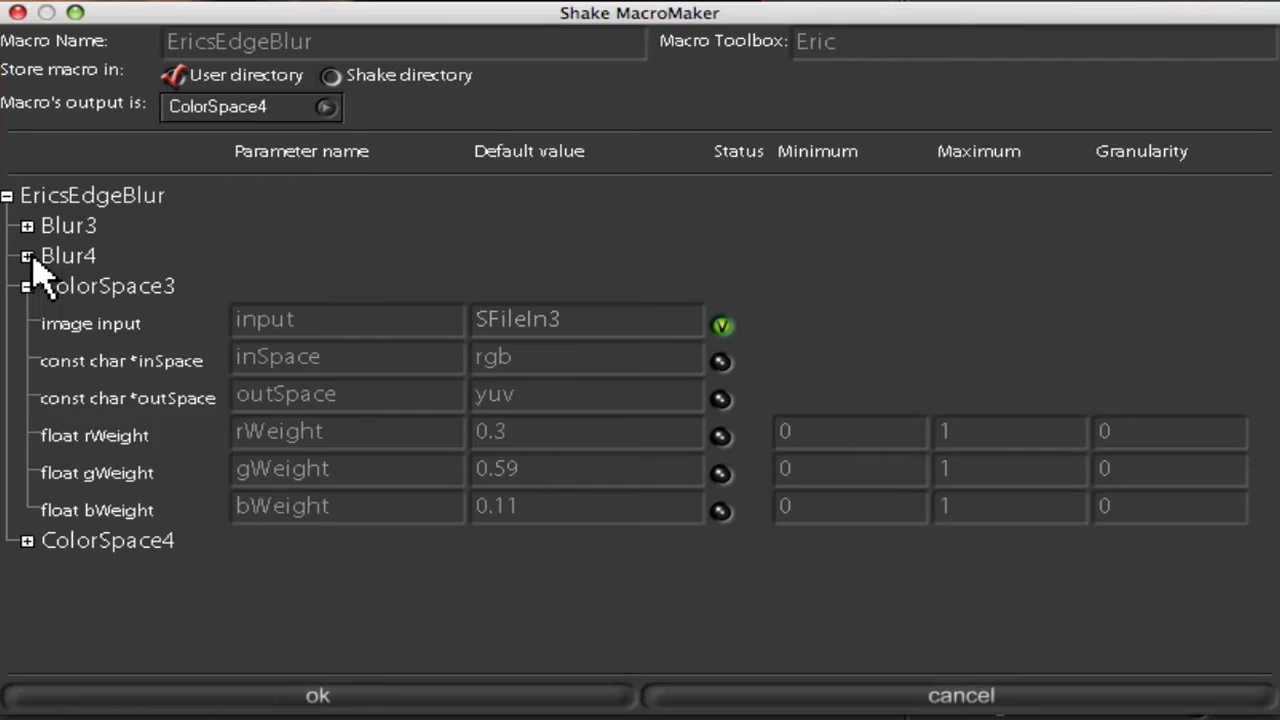 Shake MacroMaker
Macro Name: EricsEdgeBlur Macro Toolbox: Eric
Store macro in: User directory Shake directory
Macro's output is: ColorSpace4
Parameter name Default value Status Minimum Maximum Granularity
EricsEdgeBlur
Blur3
Blur4
olorSpace3
image input input SFileIn3 V
const char *inSpace inSpace rgb
const char *outSpace outSpace yuv
float rWeight rWeight 0.3 0 1 0
float gWeight gWeight 0.59 0 1 0
float bWeight bWeight 0.11 0 1 0
ColorSpace4
ok cancel